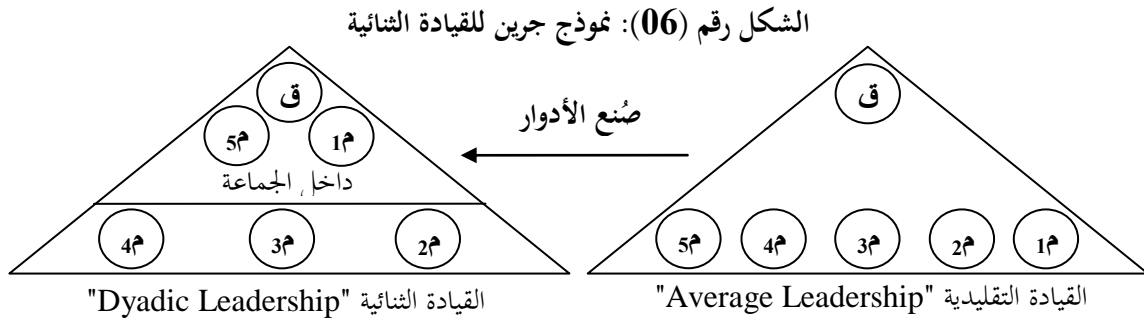 الشكل رقم (06): نموذج جرين للقيادة الثنائية
ق
صُنع الأدوار
م1 م2 م3 م4 م5
القيادة التقليدية "Average Leadership"
ق
م1 م5
داخل الجماعة
م2 م3 م4
القيادة الثنائية "Dyadic Leadership"